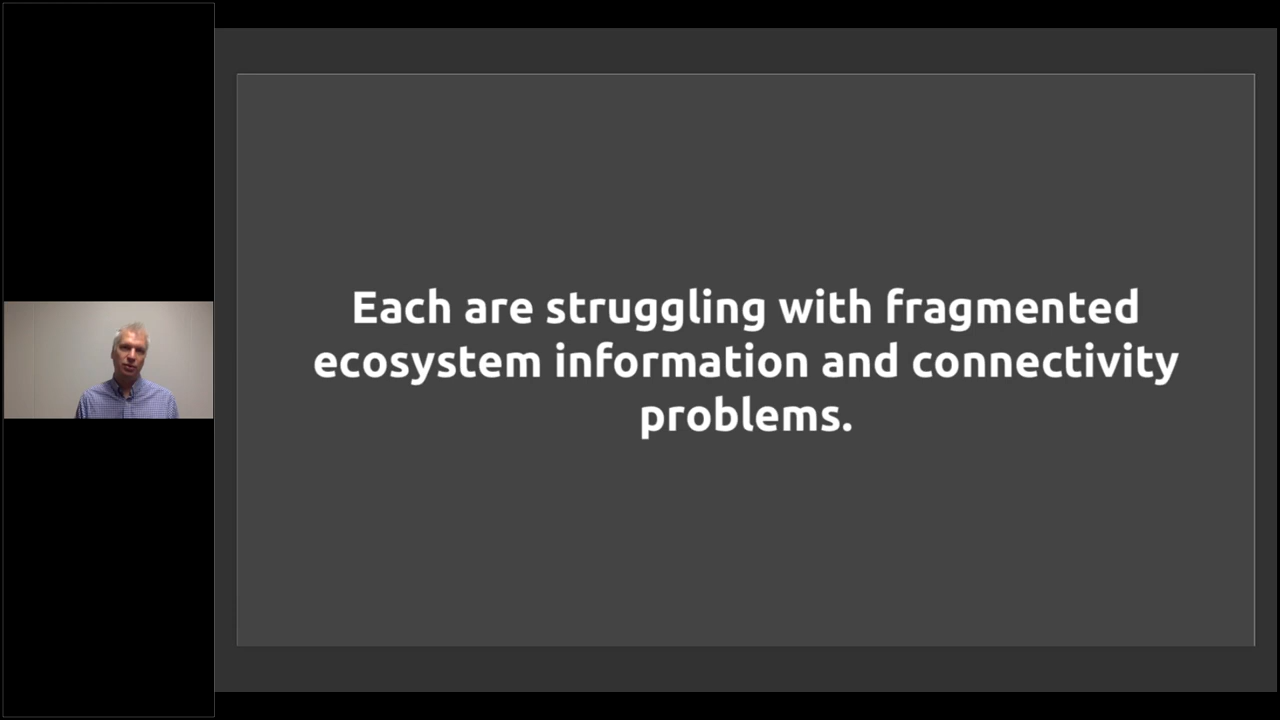 Each are struggling with fragmented
ecosystem information and connectivity
problems.